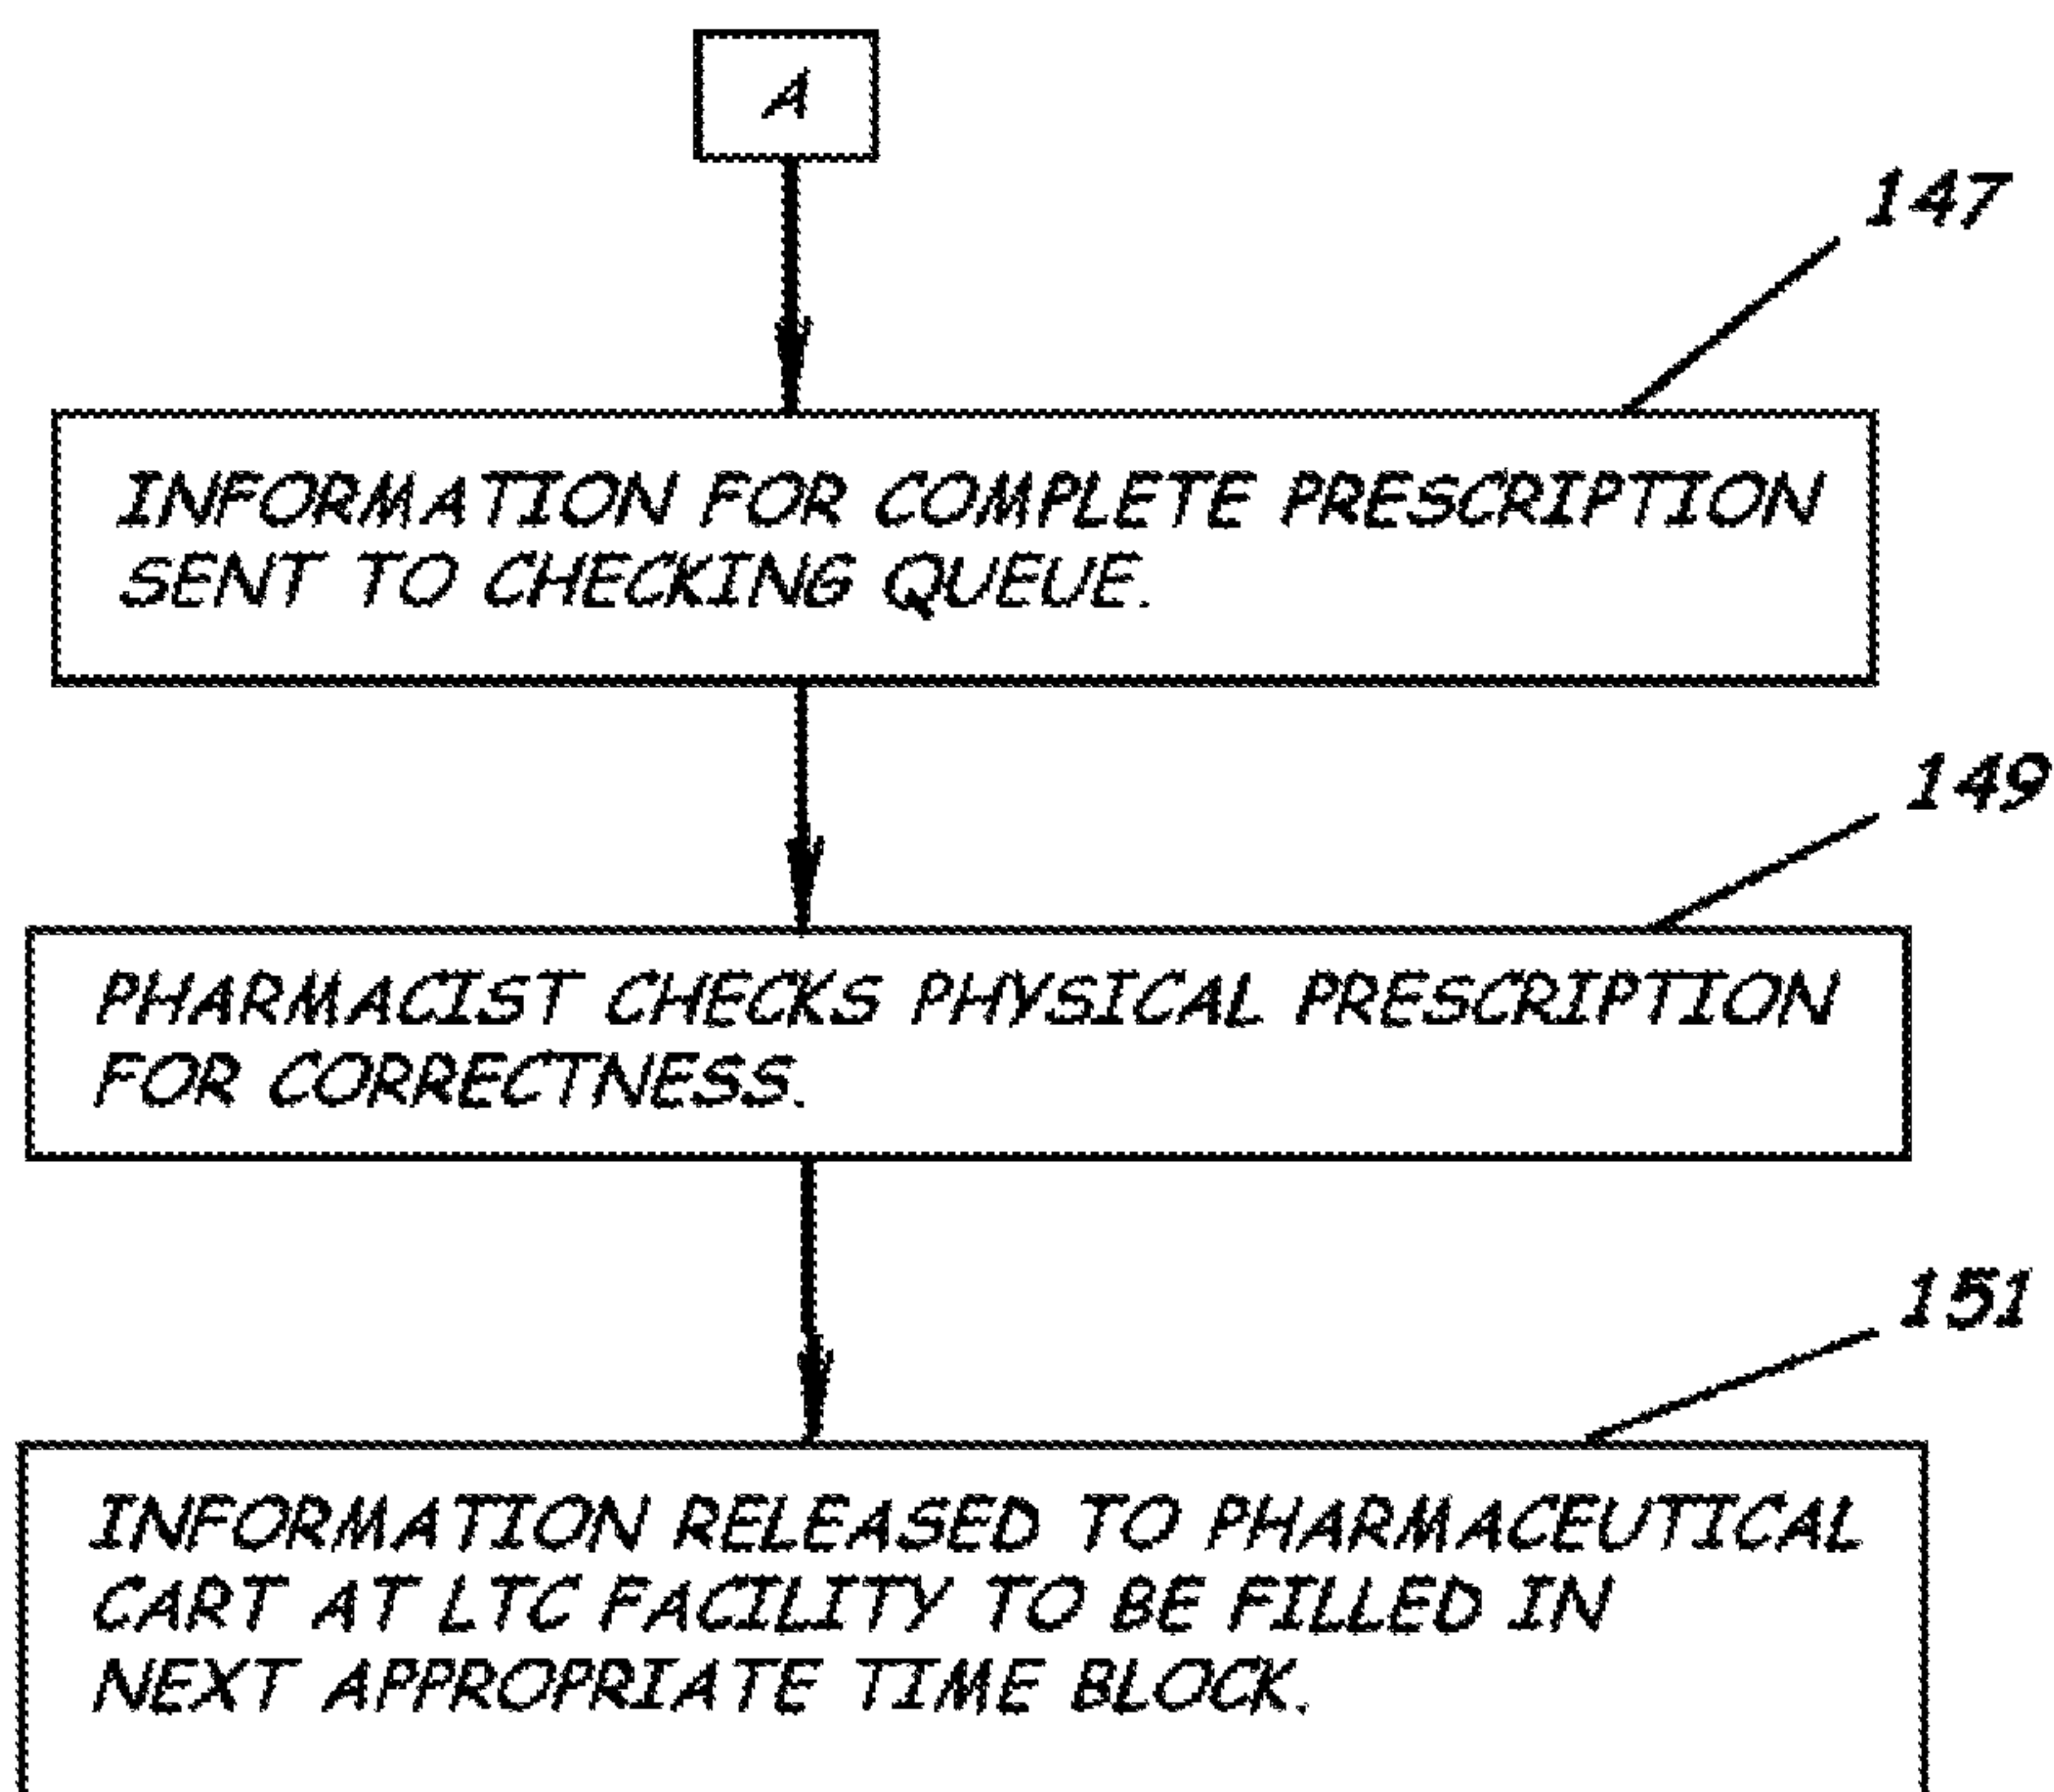 A
147
INFORMATION FOR COMPLETE PRESCRIPTION
SENT TO CHECKING QUEUE.
149
PHARMACIST CHECKS PHYSICAL PRESCRIPTION
FOR CORRECTNESS.
151
INFORMATION RELEASED TO PHARMACEUTICAL
CART AT LTC FACILITY TO BE FILLED IN
NEXT APPROPRIATE TIME BLOCK.